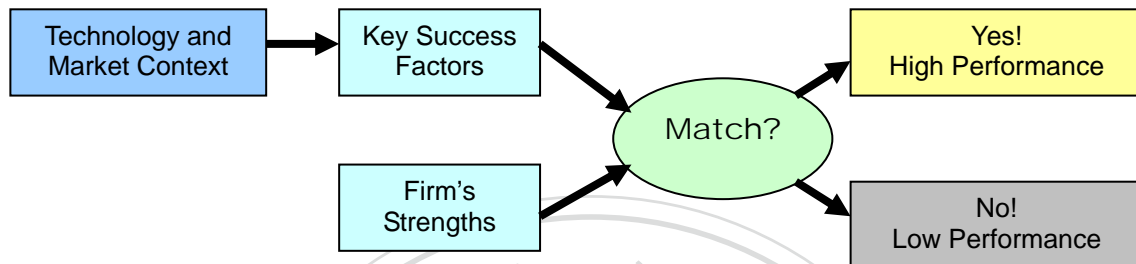 Technology and
Market Context
Key Success
Factors
Yes!
High Performance
Match?
Firm's
Strengths
No!
Low Performance